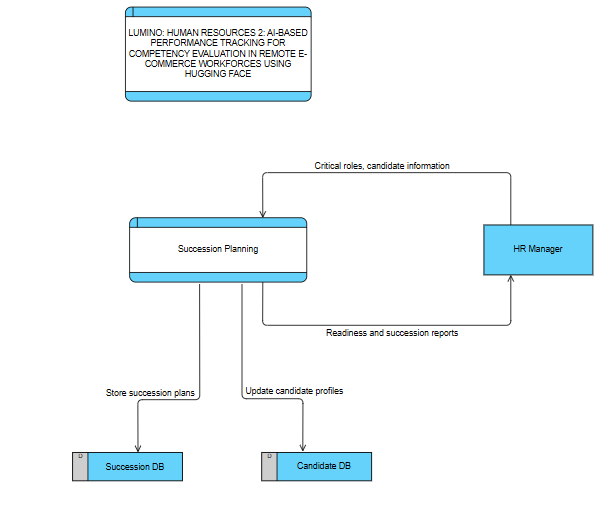 LUMINO: HUMAN RESOURCES 2: AI-BASED
PERFORMANCE TRACKING FOR
COMPETENCY EVALUATION IN REMOTE E-
COMMERCE WORKFORCES USING
HUGGING FACE
Critical roles, candidate information
Succession Planning
HR Manager
Readiness and succession reports
Store succession plans
Update candidate profiles
D
Succession DB
D
Candidate DB